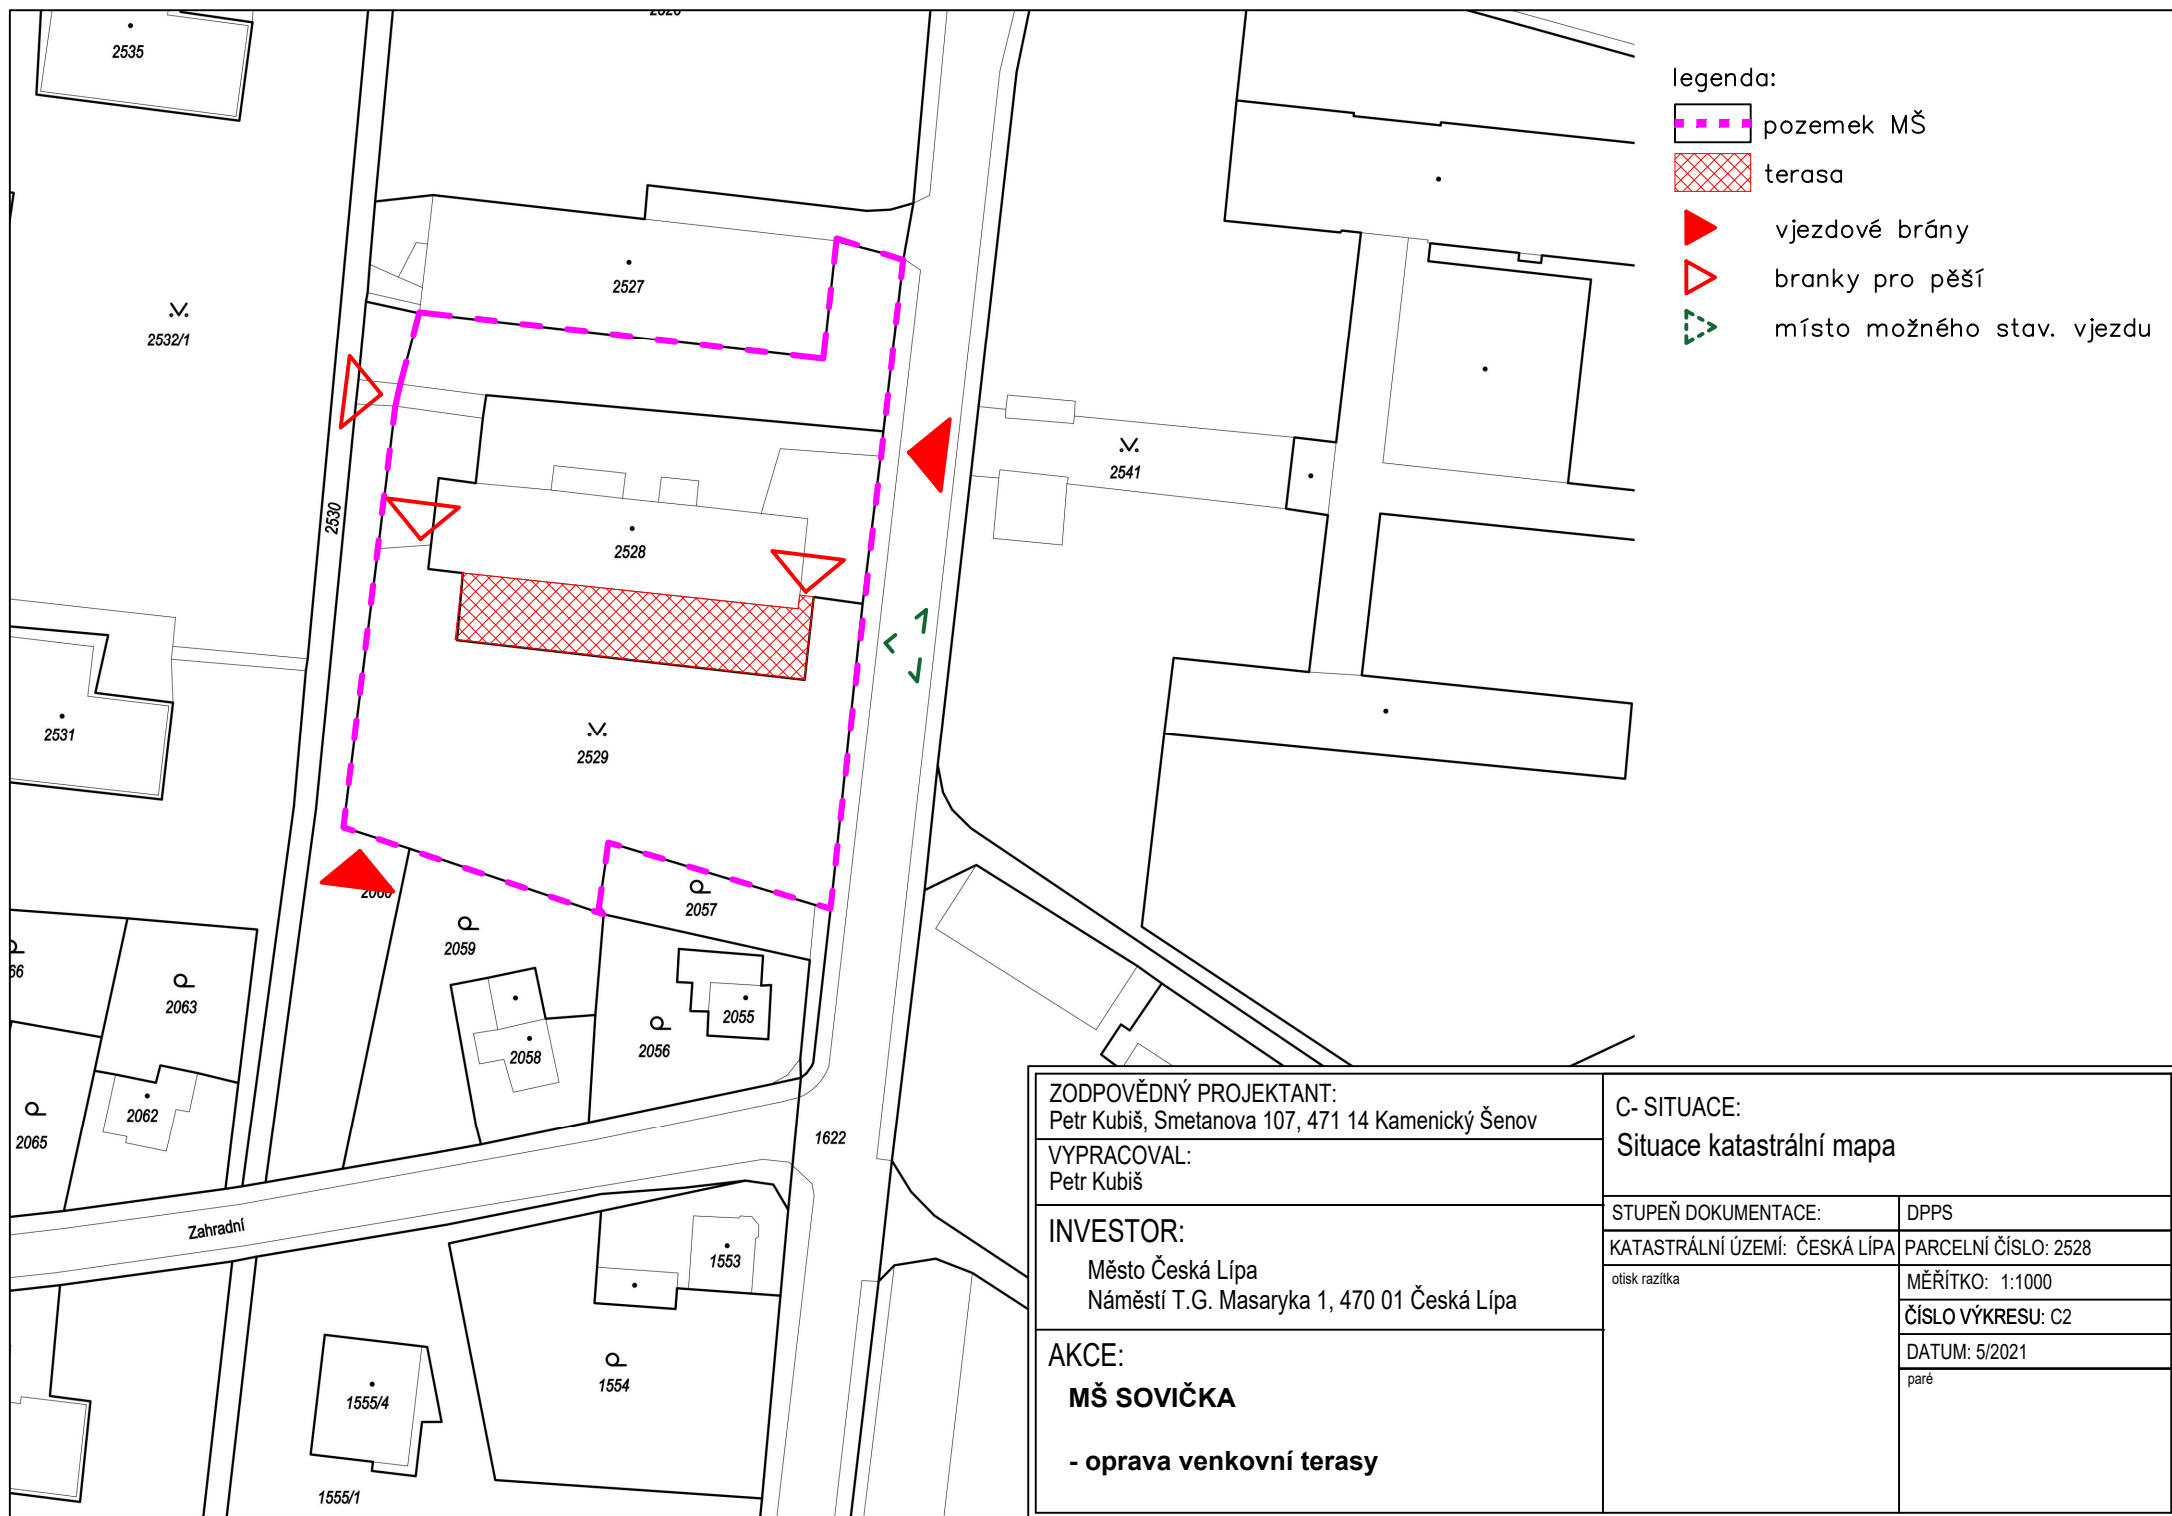 2535
2532/1
2530
2527
2528
2529
2541
2531
2057
2059
2063
2055
2056
2058
2062
2065
66
1622
Zahradní
1553
1554
1555/4
1555/1
legenda:
pozemek MŠ
terasa
vjezdové brány
branky pro pěší
místo možného stav. vjezdu
ZODPOVĚDNÝ PROJEKTANT:
Petr Kubiš, Smetanova 107, 471 14 Kamenický Šenov
VYPRACOVAL:
Petr Kubiš
INVESTOR:
Město Česká Lípa
Náměstí T.G. Masaryka 1, 470 01 Česká Lípa
AKCE:
MŠ SOVIČKA
- oprava venkovní terasy
C- SITUACE:
Situace katastrální mapa
STUPEŇ DOKUMENTACE: DPPS
KATASTRÁLNÍ ÚZEMÍ: ČESKÁ LÍPA
PARCELNÍ ČÍSLO: 2528
otisk razítka
MĚŘÍTKO: 1:1000
ČÍSLO VÝKRESU: C2
DATUM: 5/2021
paré